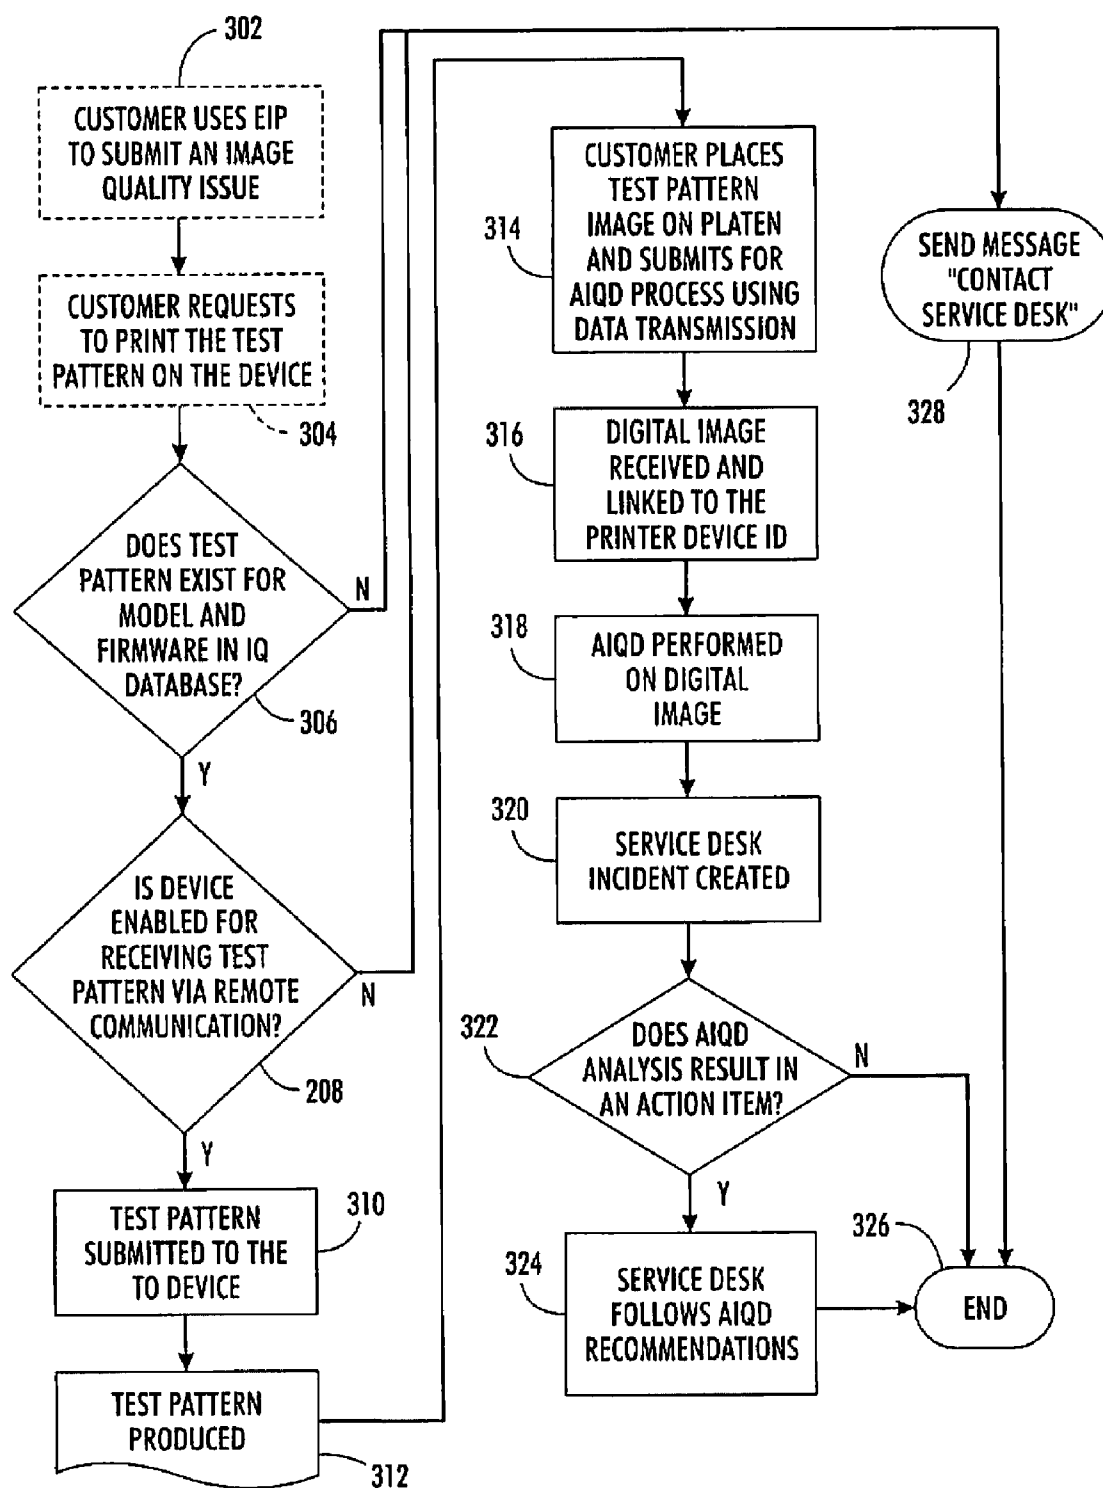 302
CUSTOMER USES EIP
TO SUBMIT AN IMAGE
QUALITY ISSUE
CUSTOMER REQUESTS
TO PRINT THE TEST
PATTERN ON THE DEVICE
304
DOES TEST
PATTERN EXIST FOR
MODEL AND
FIRMWARE IN IQ
DATABASE?
N
306
Y
IS DEVICE
ENABLED FOR
RECEIVING TEST
PATTERN VIA REMOTE
COMMUNICATION?
N
208
Y
TEST PATTERN
SUBMITTED TO THE
TO DEVICE
310
TEST PATTERN
PRODUCED
312
314
CUSTOMER PLACES
TEST PATTERN
IMAGE ON PLATEN
AND SUBMITS FOR
AIQD PROCESS USING
DATA TRANSMISSION
316
DIGITAL IMAGE
RECEIVED AND
LINKED TO THE
PRINTER DEVICE ID
318
AIQD PERFORMED
ON DIGITAL
IMAGE
320
SERVICE DESK
INCIDENT CREATED
322
DOES AIQD
ANALYSIS RESULT IN
AN ACTION ITEM?
N
Y
324
SERVICE DESK
FOLLOWS AIQD
RECOMMENDATIONS
326
END
SEND MESSAGE
"CONTACT
SERVICE DESK"
328